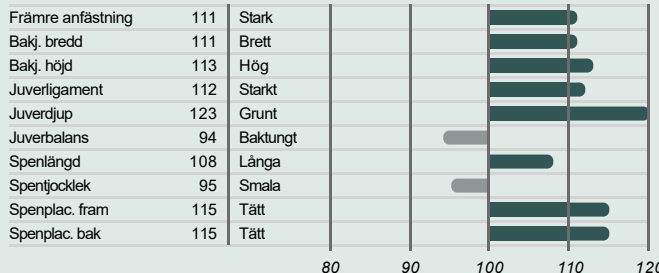 Främre anfästning 111 Stark
Bakj. bredd 111 Brett
Bakj. höjd 113 Hög
Juverligament 112 Starkt
Juverdjup 123 Grunt
Juverbalans 94 Baktungt
Spenlängd 108 Långa
Spentjocklek 95 Smala
Spenplac. fram 115 Tätt
Spenplac. bak 115 Tätt
80 90 100 110 120